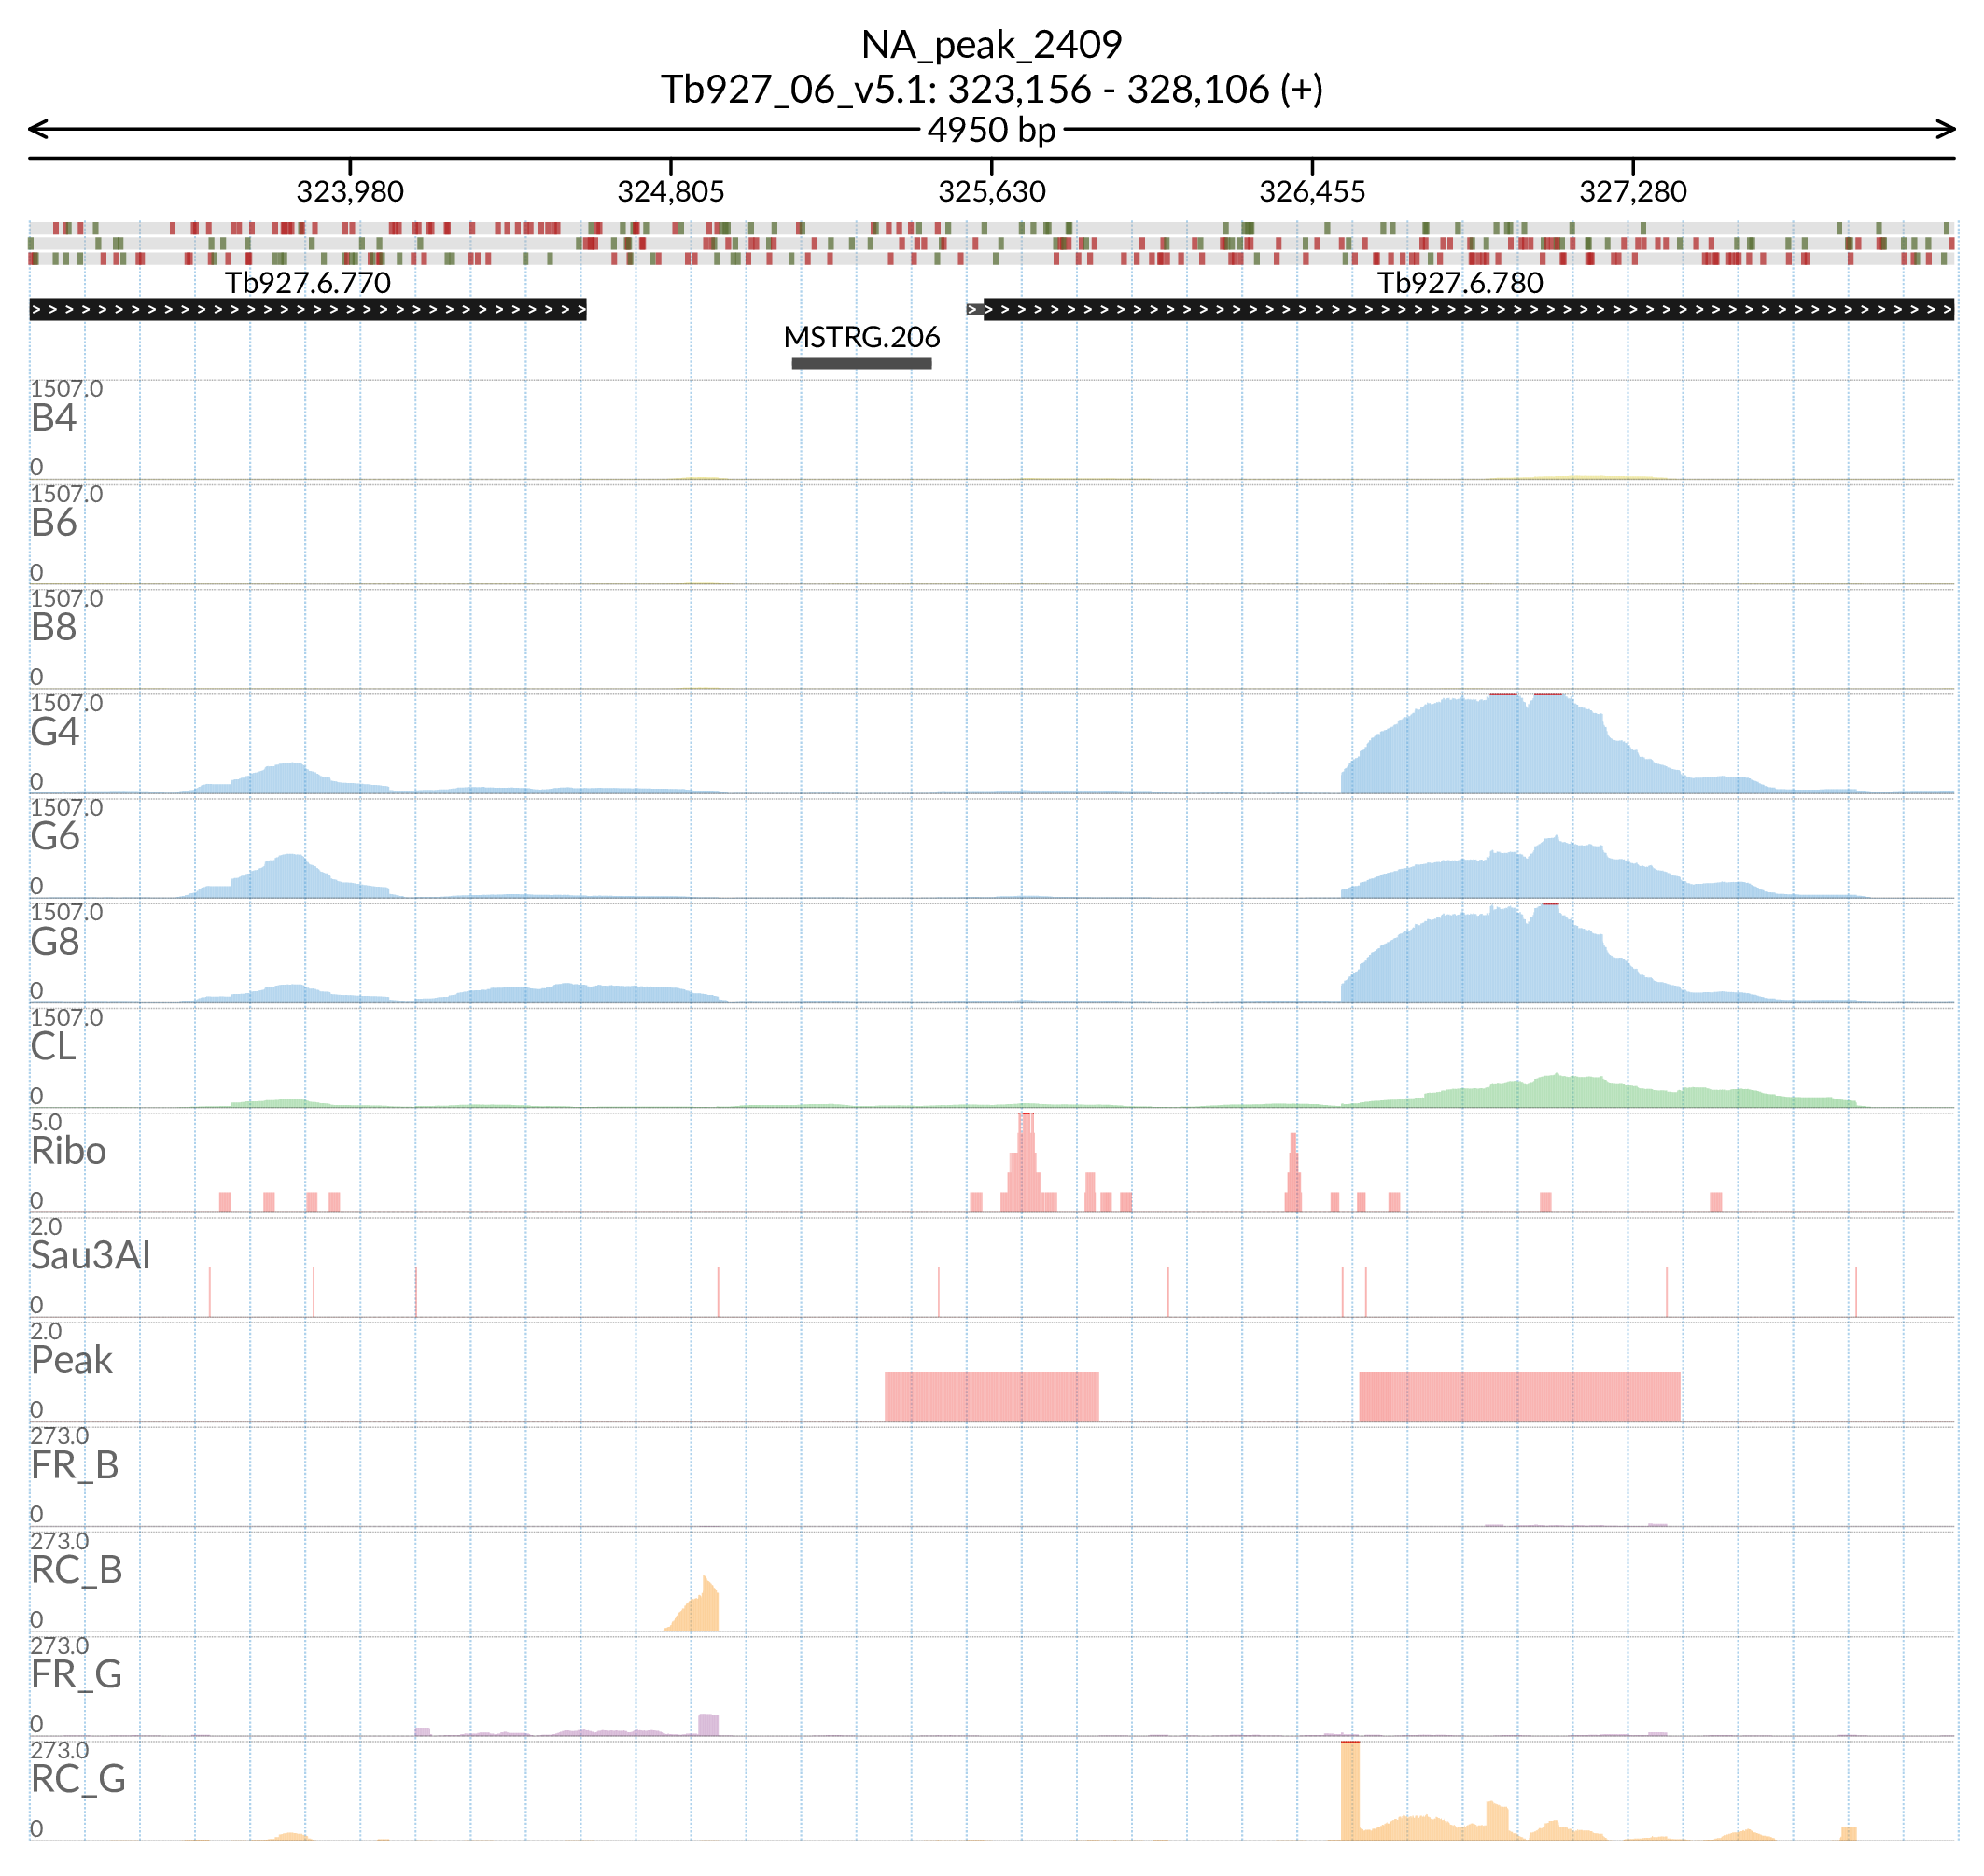 NA_peak_2409
Tb927_06_v5.1: 323,156 - 328,106 (+)
4950 bp
323,980 324,805 325,630 326,455 327,280
Tb927.6.770 Tb927.6.780
MSTRG.206
1507.0
B4
0
1507.0
B6
0
1507.0
B8
0
1507.0
G4
0
1507.0
G6
0
1507.0
G8
0
1507.0
CL
0
5.0
Ribo
0
2.0
Sau3AI
0
2.0
Peak
0
273.0
FR_B
0
273.0
RC_B
0
273.0
FR_G
0
273.0
RC_G
0